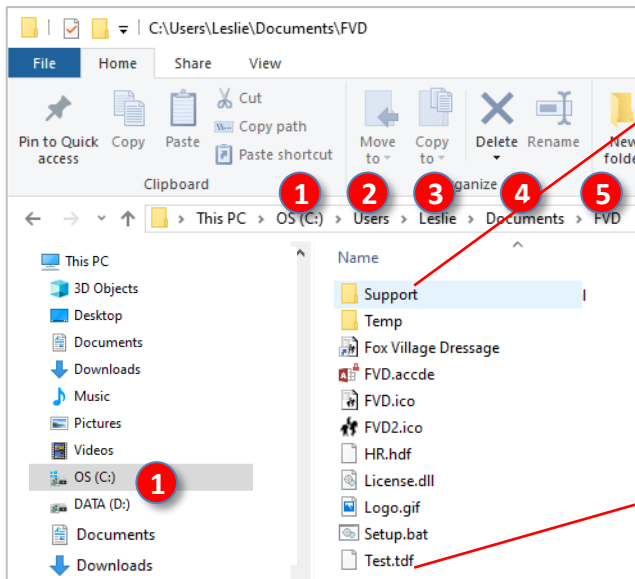 C:\Users\Leslie\Documents\FVD
File Home Share View
Pin to Quick access
Copy
Paste
Cut
Copy path
Paste shortcut
Move to
Copy to
Delete
Rename
New
Clipboard
1 2 3 4 5
This PC > OS (C:) > Users > Leslie > Documents > FVD
This PC
3D Objects
Desktop
Documents
Downloads
Music
Pictures
Videos
OS (C:) 1
DATA (D:)
Documents
Downloads
Name
Support
Temp
Fox Village Dressage
FVD.accde
FVD.ico
FVD2.ico
HR.hdf
License.dll
Logo.gif
Setup.bat
Test.tdf